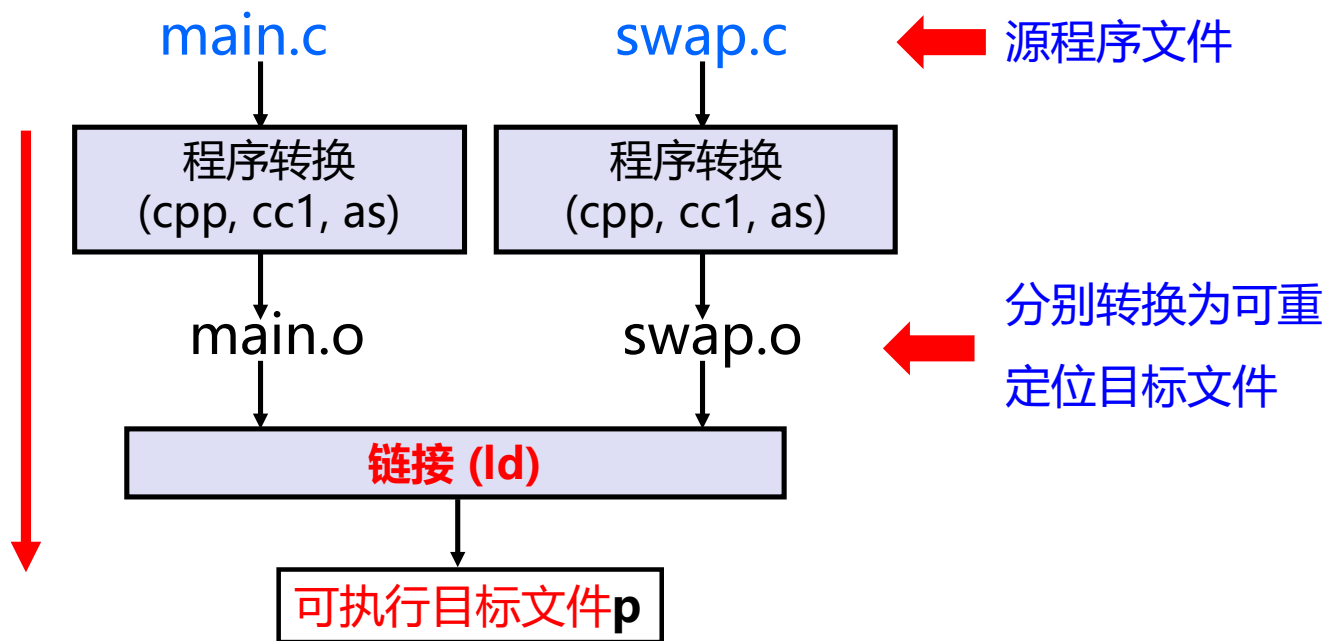 main.c
swap.c
源程序文件
程序转换
(cpp, cc1, as)
程序转换
(cpp, cc1, as)
main.o
swap.o
分别转换为可重
定位目标文件
链接 (ld)
可执行目标文件p